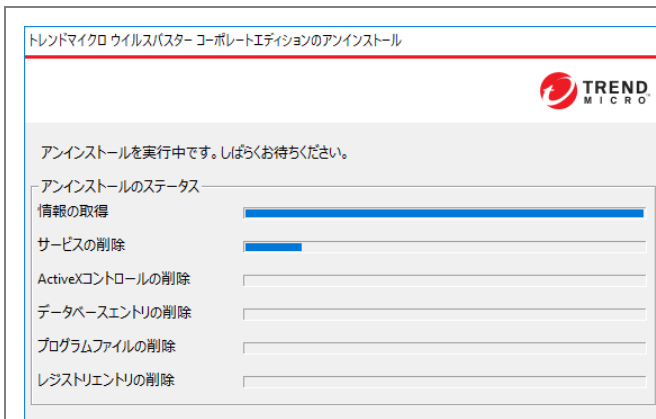 トレンドマイクロ ウイルスバスター コーポレートエディションのアンインストール
TREND
MICRO
アンインストールを実行中です。しばらくお待ちください。
アンインストールのステータス
情報の取得
サービスの削除
ActiveXコントロールの削除
データベースエントリの削除
プログラムファイルの削除
レジストリエントリの削除